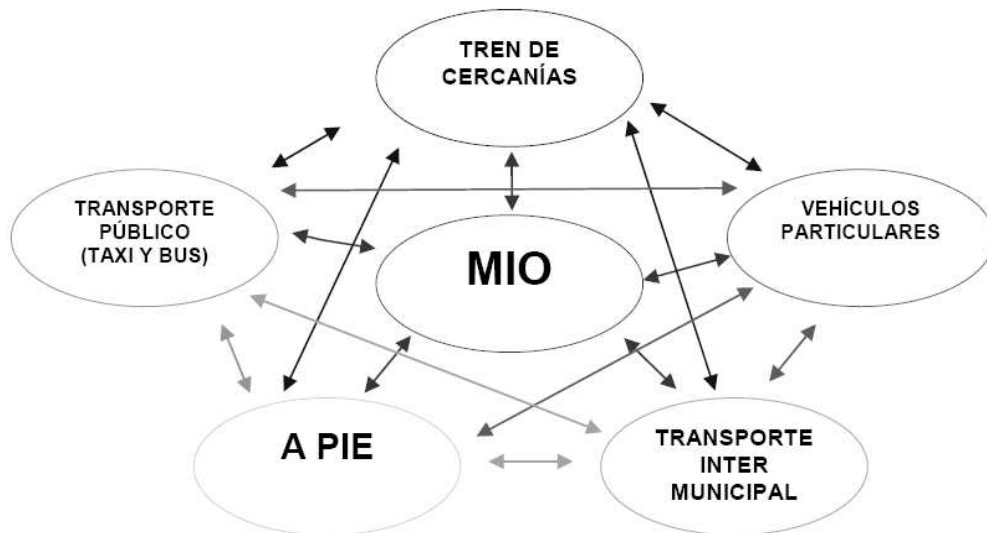 TREN DE
CERCANÍAS
TRANSPORTE
PÚBLICO
(TAXI Y BUS)
VEHÍCULOS
PARTICULARES
MIO
A PIE
TRANSPORTE
INTER
MUNICIPAL